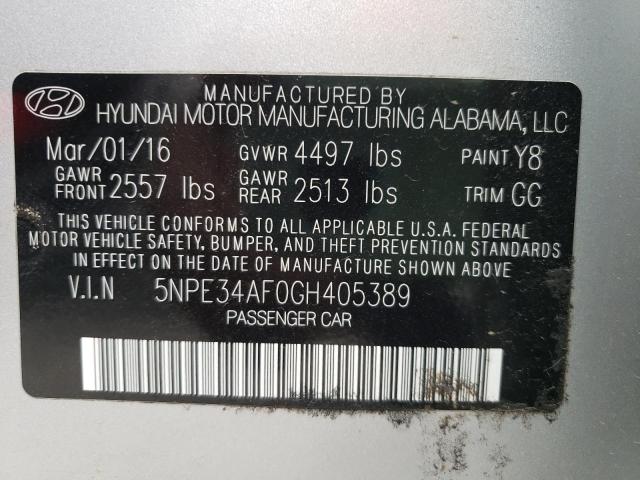 MANUFACTURED BY
HYUNDAI MOTOR MANUFACTURING ALABAMA, LLC
Mar/01/16 GVWR 4497 lbs PAINT Y8
GAWR FRONT 2557 lbs GAWR REAR 2513 lbs TRIM GG
THIS VEHICLE CONFORMS TO ALL APPLICABLE U.S.A. FEDERAL
MOTOR VEHICLE SAFETY, BUMPER, AND THEFT PREVENTION STANDARDS
IN EFFECT ON THE DATE OF MANUFACTURE SHOWN ABOVE
V.I.N 5NPE34AF0GH405389
PASSENGER CAR